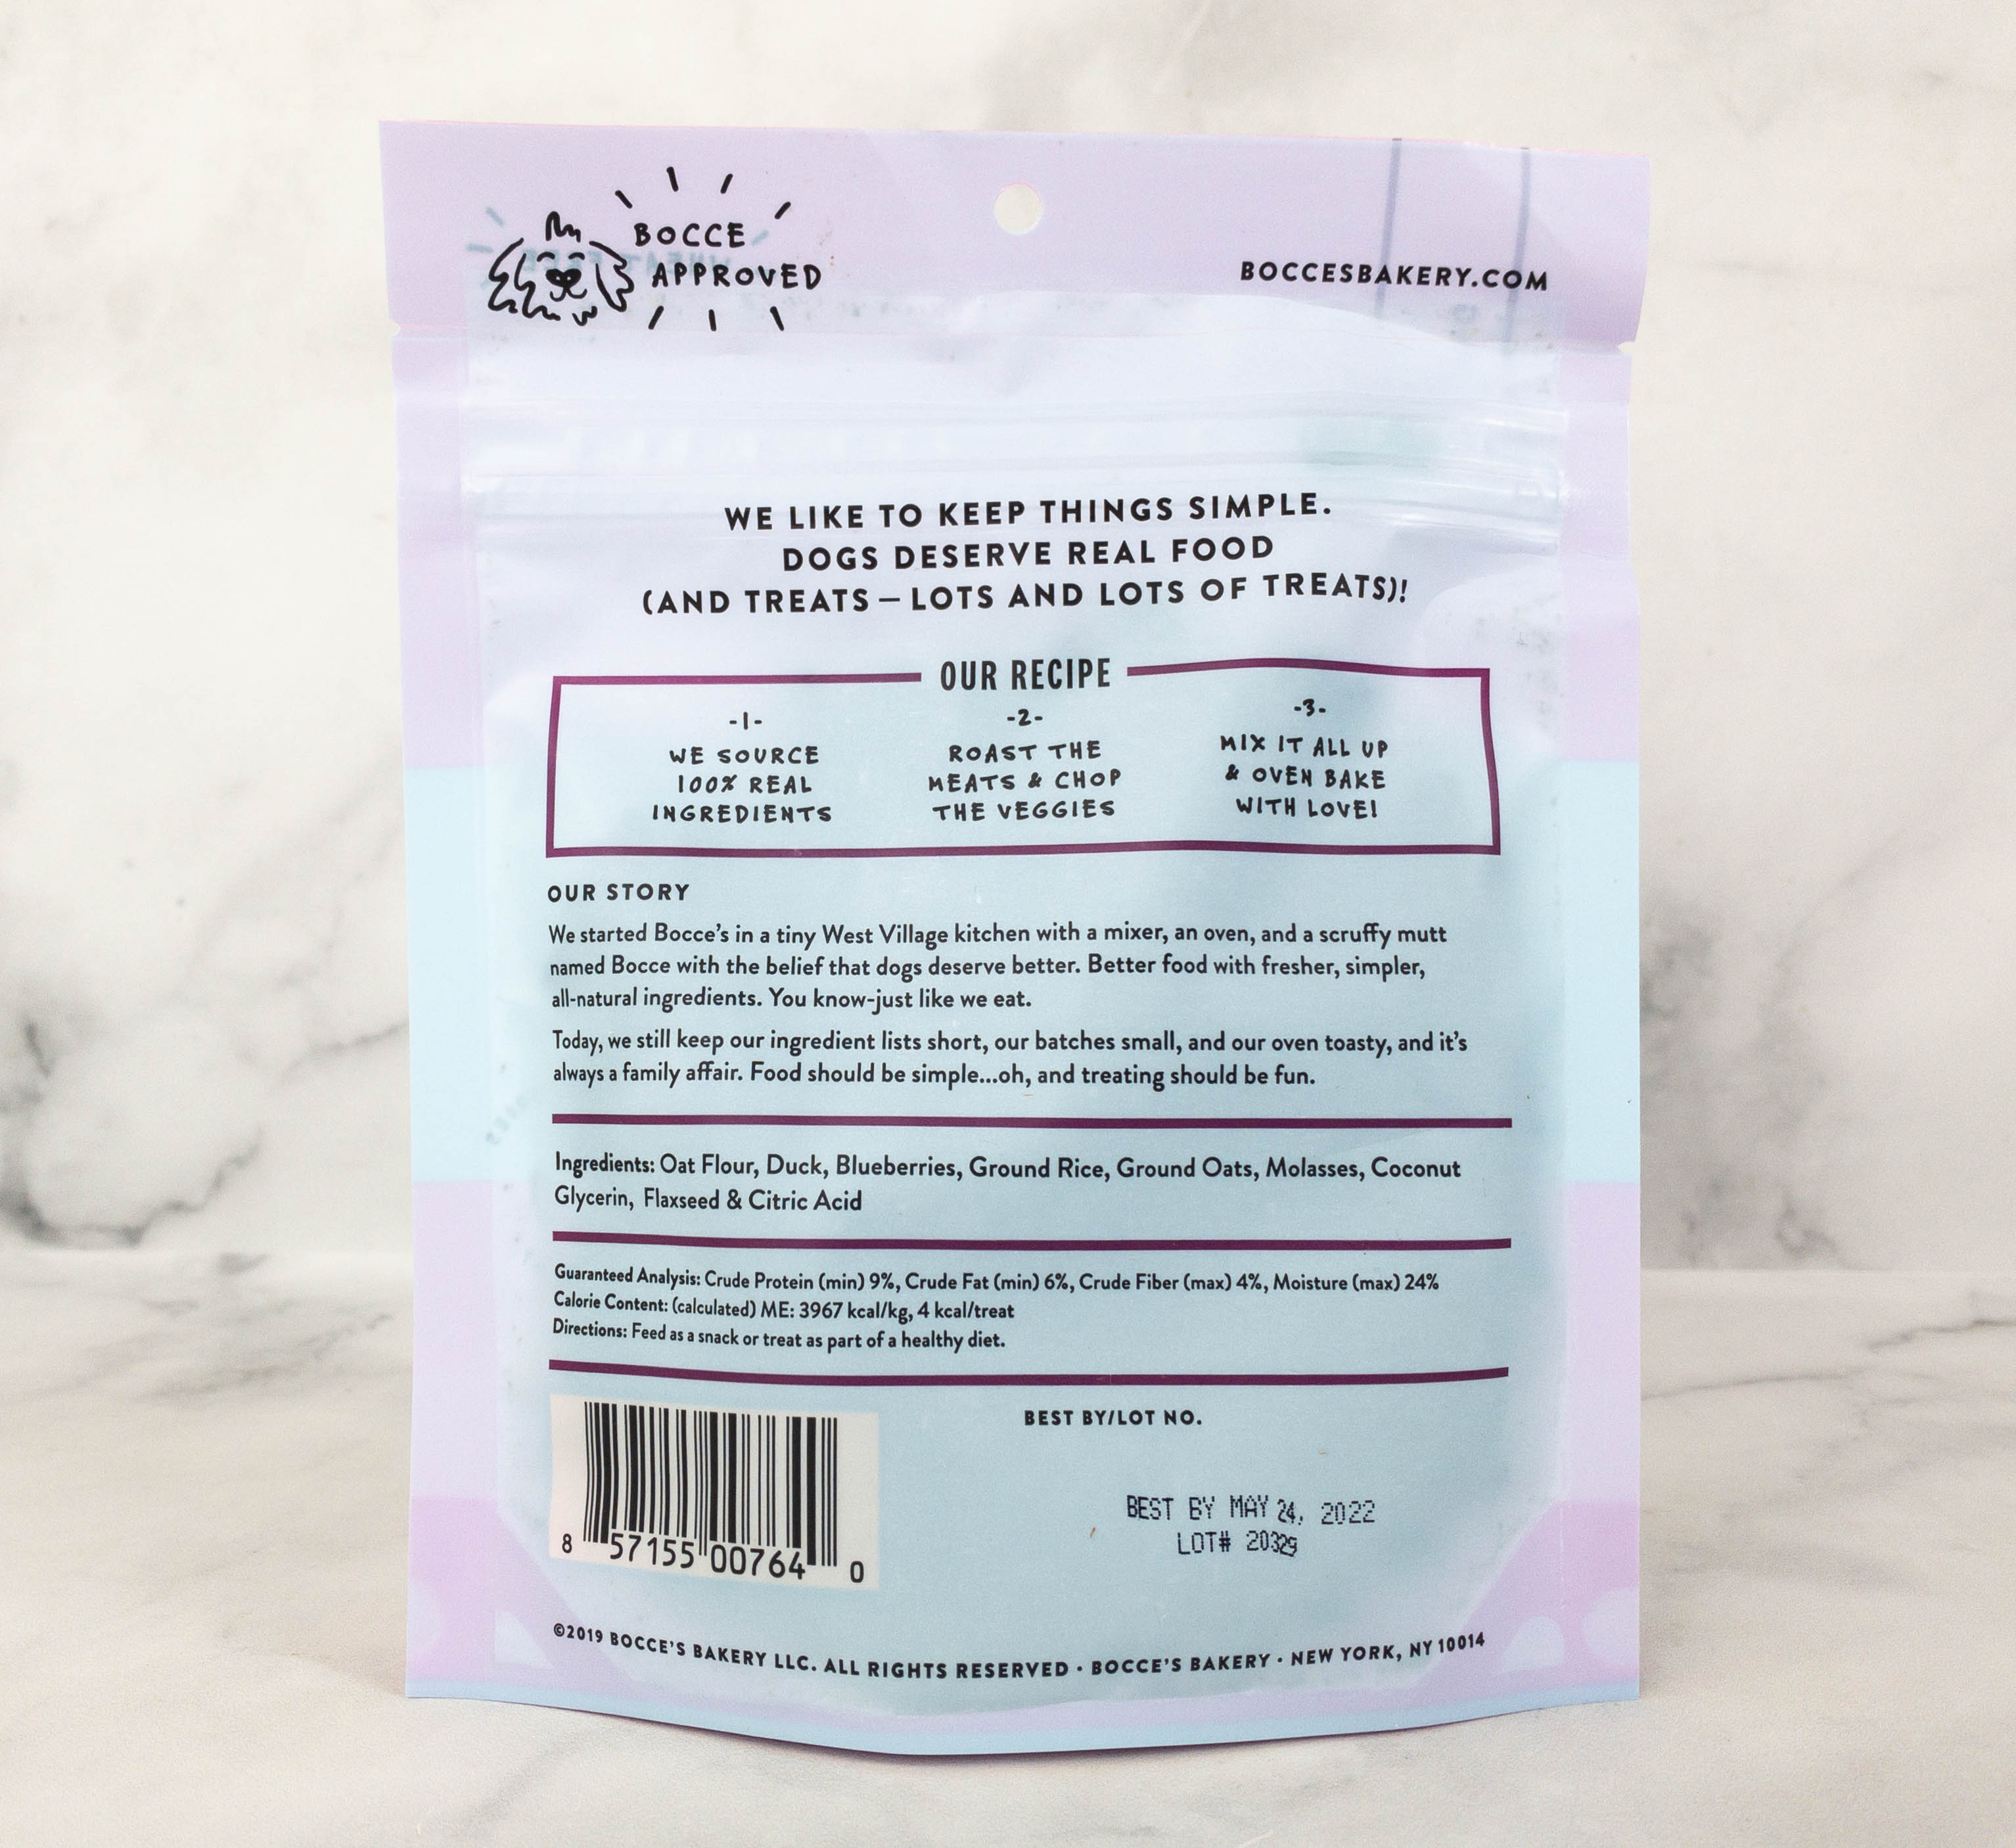 BOCCE
APPROVED
BOCCESBAKERY.COM
WE LIKE TO KEEP THINGS SIMPLE.
DOGS DESERVE REAL FOOD
(AND TREATS — LOTS AND LOTS OF TREATS)!
OUR RECIPE
-1-
WE SOURCE
100% REAL
INGREDIENTS
-2-
ROAST THE
MEATS & CHOP
THE VEGGIES
-3-
MIX IT ALL UP
& OVEN BAKE
WITH LOVE!
OUR STORY
We started Bocce's in a tiny West Village kitchen with a mixer, an oven, and a scruffy mutt
named Bocce with the belief that dogs deserve better. Better food with fresher, simpler,
all-natural ingredients. You know-just like we eat.
Today, we still keep our ingredient lists short, our batches small, and our oven toasty, and it's
always a family affair. Food should be simple...oh, and treating should be fun.
Ingredients: Oat Flour, Duck, Blueberries, Ground Rice, Ground Oats, Molasses, Coconut
Glycerin, Flaxseed & Citric Acid
Guaranteed Analysis: Crude Protein (min) 9%, Crude Fat (min) 6%, Crude Fiber (max) 4%, Moisture (max) 24%
Calorie Content: (calculated) ME: 3967 kcal/kg, 4 kcal/treat
Directions: Feed as a snack or treat as part of a healthy diet.
BEST BY/LOT NO.
BEST BY MAY 24, 2022
LOT# 20329
8 57155 00764 0
©2019 BOCCE'S BAKERY LLC. ALL RIGHTS RESERVED · BOCCE'S BAKERY · NEW YORK, NY 10014